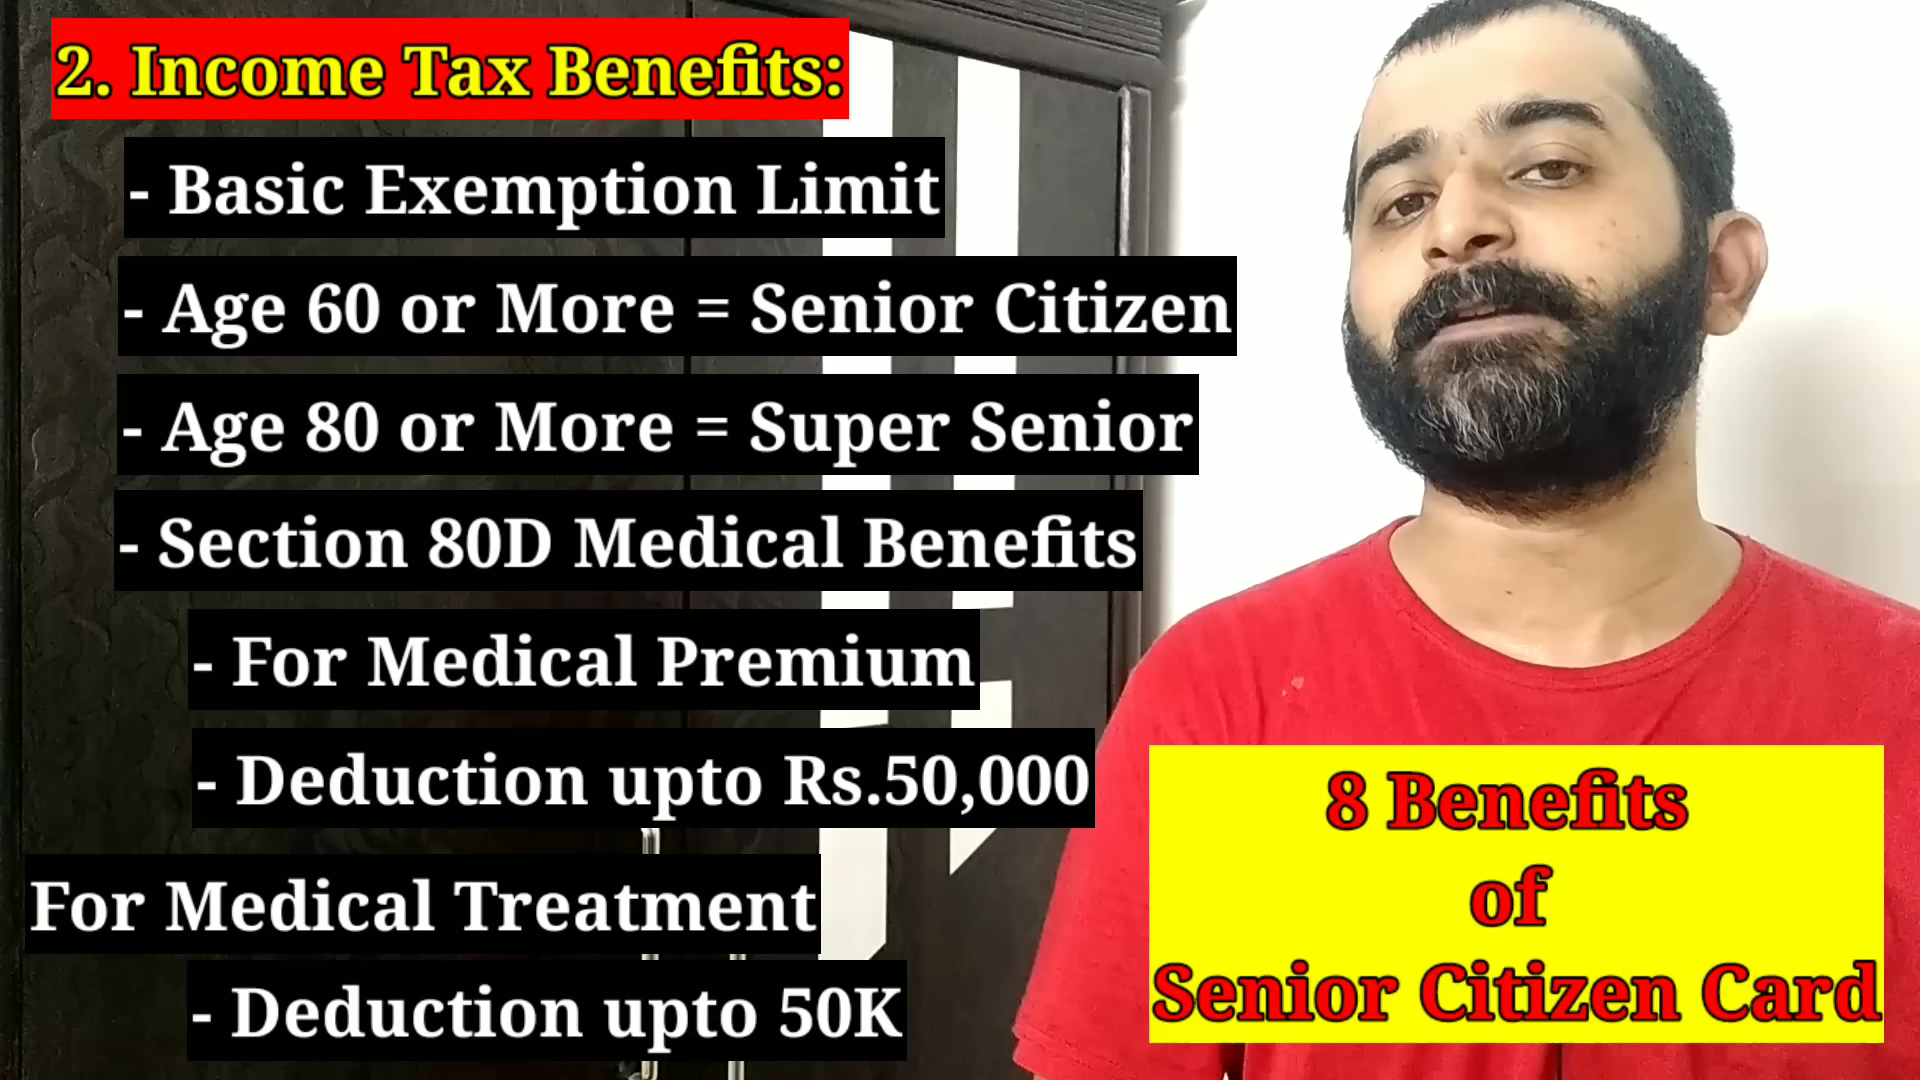 2. Income Tax Benefits:
- Basic Exemption Limit
- Age 60 or More = Senior Citizen
- Age 80 or More = Super Senior
- Section 80D Medical Benefits
- For Medical Premium
- Deduction upto Rs.50,000
For Medical Treatment
- Deduction upto 50K
8 Benefits
of
Senior Citizen Card